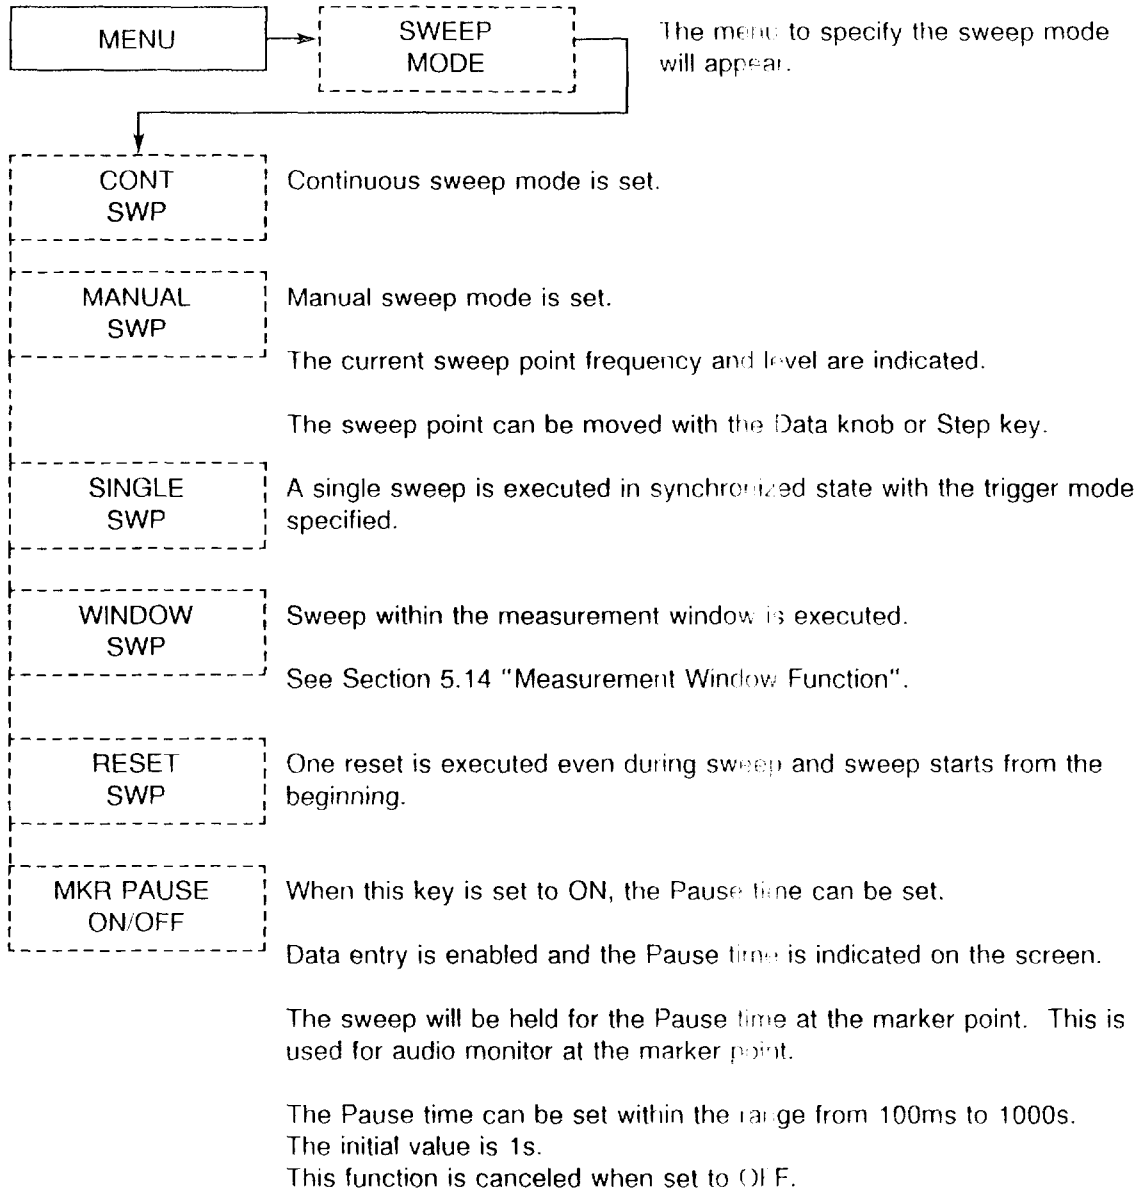 MENU
SWEEP
MODE
The menu to specify the sweep mode
will appear.
CONT
SWP
Continuous sweep mode is set.
MANUAL
SWP
Manual sweep mode is set.
The current sweep point frequency and level are indicated.
The sweep point can be moved with the Data knob or Step key.
SINGLE
SWP
A single sweep is executed in synchronized state with the trigger mode
specified.
WINDOW
SWP
Sweep within the measurement window is executed.
See Section 5.14 "Measurement Window Function".
RESET
SWP
One reset is executed even during sweep and sweep starts from the
beginning.
MKR PAUSE
ON/OFF
When this key is set to ON, the Pause time can be set.
Data entry is enabled and the Pause time is indicated on the screen.
The sweep will be held for the Pause time at the marker point. This is
used for audio monitor at the marker point.
The Pause time can be set within the range from 100ms to 1000s.
The initial value is 1s.
This function is canceled when set to OFF.